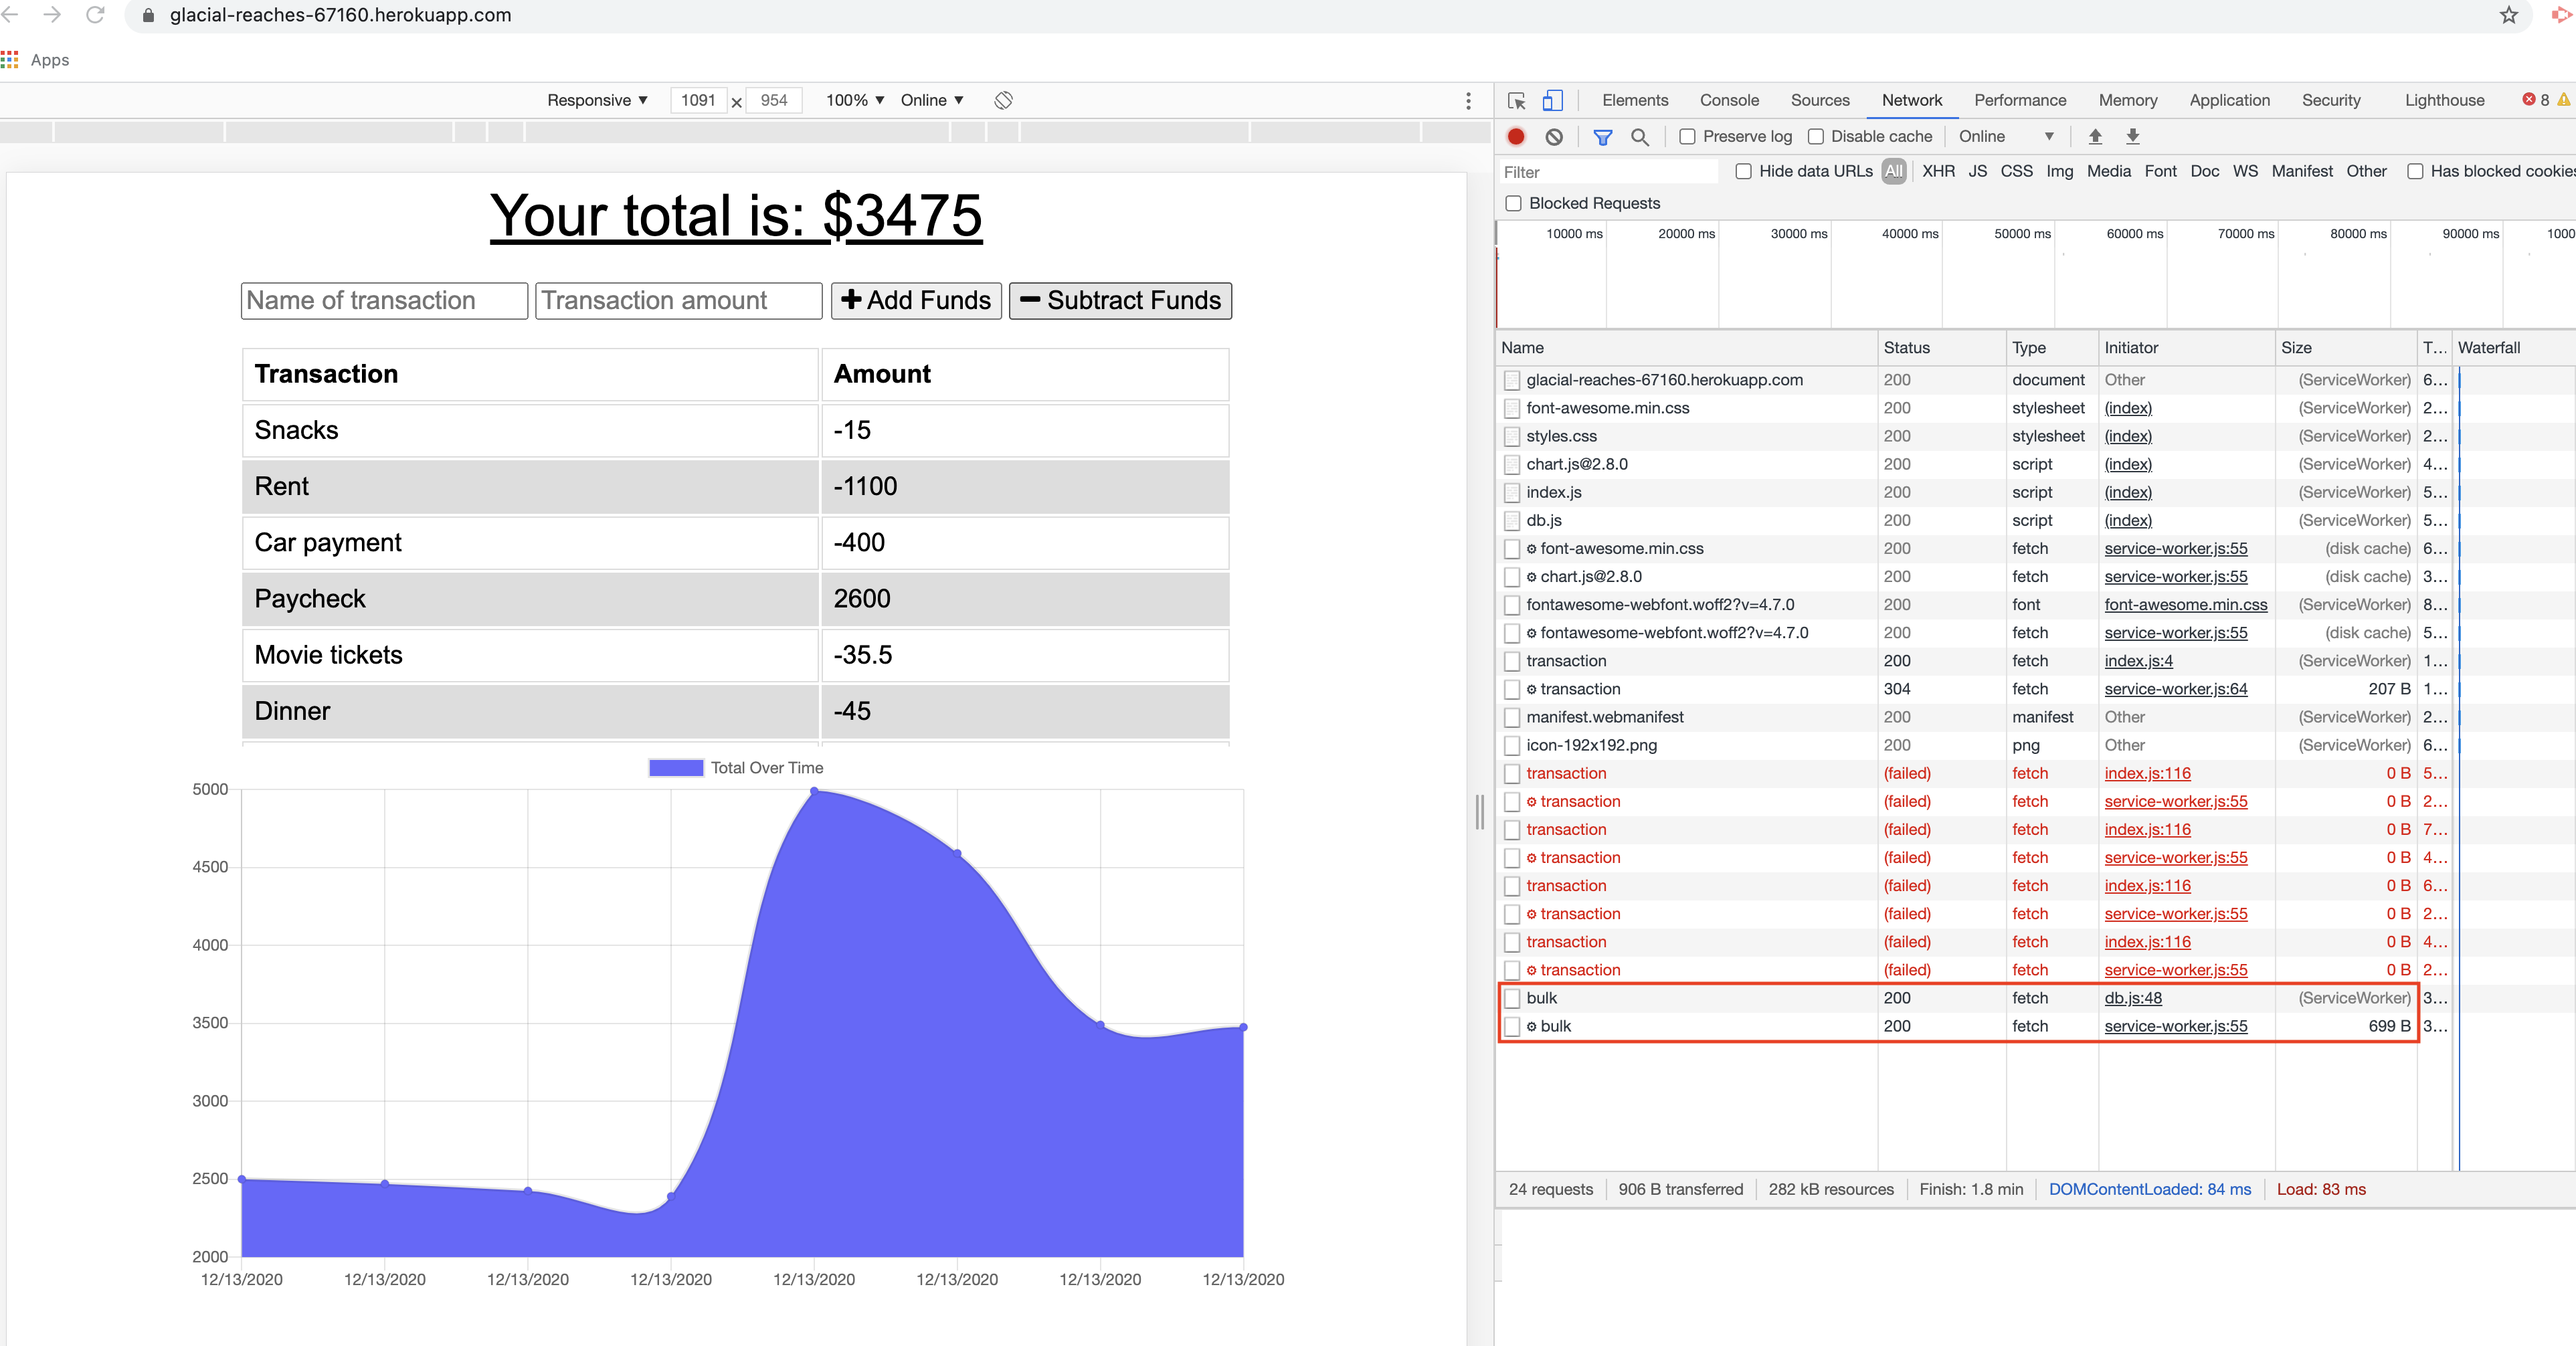 glacial-reaches-67160.herokuapp.com
Apps
Responsive ▼ 1091 × 954 100% ▼ Online ▼
Elements Console Sources Network Performance Memory Application Security Lighthouse 8
Preserve log Disable cache Online ▼
Filter Hide data URLs All XHR JS CSS Img Media Font Doc WS Manifest Other Has blocked cookies
Blocked Requests
10000 ms 20000 ms 30000 ms 40000 ms 50000 ms 60000 ms 70000 ms 80000 ms 90000 ms 1000
Your total is: $3475
Name of transaction Transaction amount Add Funds Subtract Funds
Transaction Amount
Snacks -15
Rent -1100
Car payment -400
Paycheck 2600
Movie tickets -35.5
Dinner -45
Total Over Time
5000
4500
4000
3500
3000
2500
2000
12/13/2020 12/13/2020 12/13/2020 12/13/2020 12/13/2020 12/13/2020 12/13/2020 12/13/2020
Name Status Type Initiator Size T... Waterfall
glacial-reaches-67160.herokuapp.com 200 document Other (ServiceWorker) 6...
font-awesome.min.css 200 stylesheet (index) (ServiceWorker) 2...
styles.css 200 stylesheet (index) (ServiceWorker) 2...
chart.js@2.8.0 200 script (index) (ServiceWorker) 4...
index.js 200 script (index) (ServiceWorker) 5...
db.js 200 script (index) (ServiceWorker) 5...
font-awesome.min.css 200 fetch service-worker.js:55 (disk cache) 6...
chart.js@2.8.0 200 fetch service-worker.js:55 (disk cache) 3...
fontawesome-webfont.woff2?v=4.7.0 200 font font-awesome.min.css (ServiceWorker) 8...
fontawesome-webfont.woff2?v=4.7.0 200 fetch service-worker.js:55 (disk cache) 5...
transaction 200 fetch index.js:4 (ServiceWorker) 1...
transaction 304 fetch service-worker.js:64 207 B 1...
manifest.webmanifest 200 manifest Other (ServiceWorker) 2...
icon-192x192.png 200 png Other (ServiceWorker) 6...
transaction (failed) fetch index.js:116 0 B 5...
transaction (failed) fetch service-worker.js:55 0 B 2...
transaction (failed) fetch index.js:116 0 B 7...
transaction (failed) fetch service-worker.js:55 0 B 4...
transaction (failed) fetch index.js:116 0 B 6...
transaction (failed) fetch service-worker.js:55 0 B 2...
transaction (failed) fetch index.js:116 0 B 4...
transaction (failed) fetch service-worker.js:55 0 B 2...
bulk 200 fetch db.js:48 (ServiceWorker) 3...
bulk 200 fetch service-worker.js:55 699 B 3...
24 requests 906 B transferred 282 kB resources Finish: 1.8 min DOMContentLoaded: 84 ms Load: 83 ms